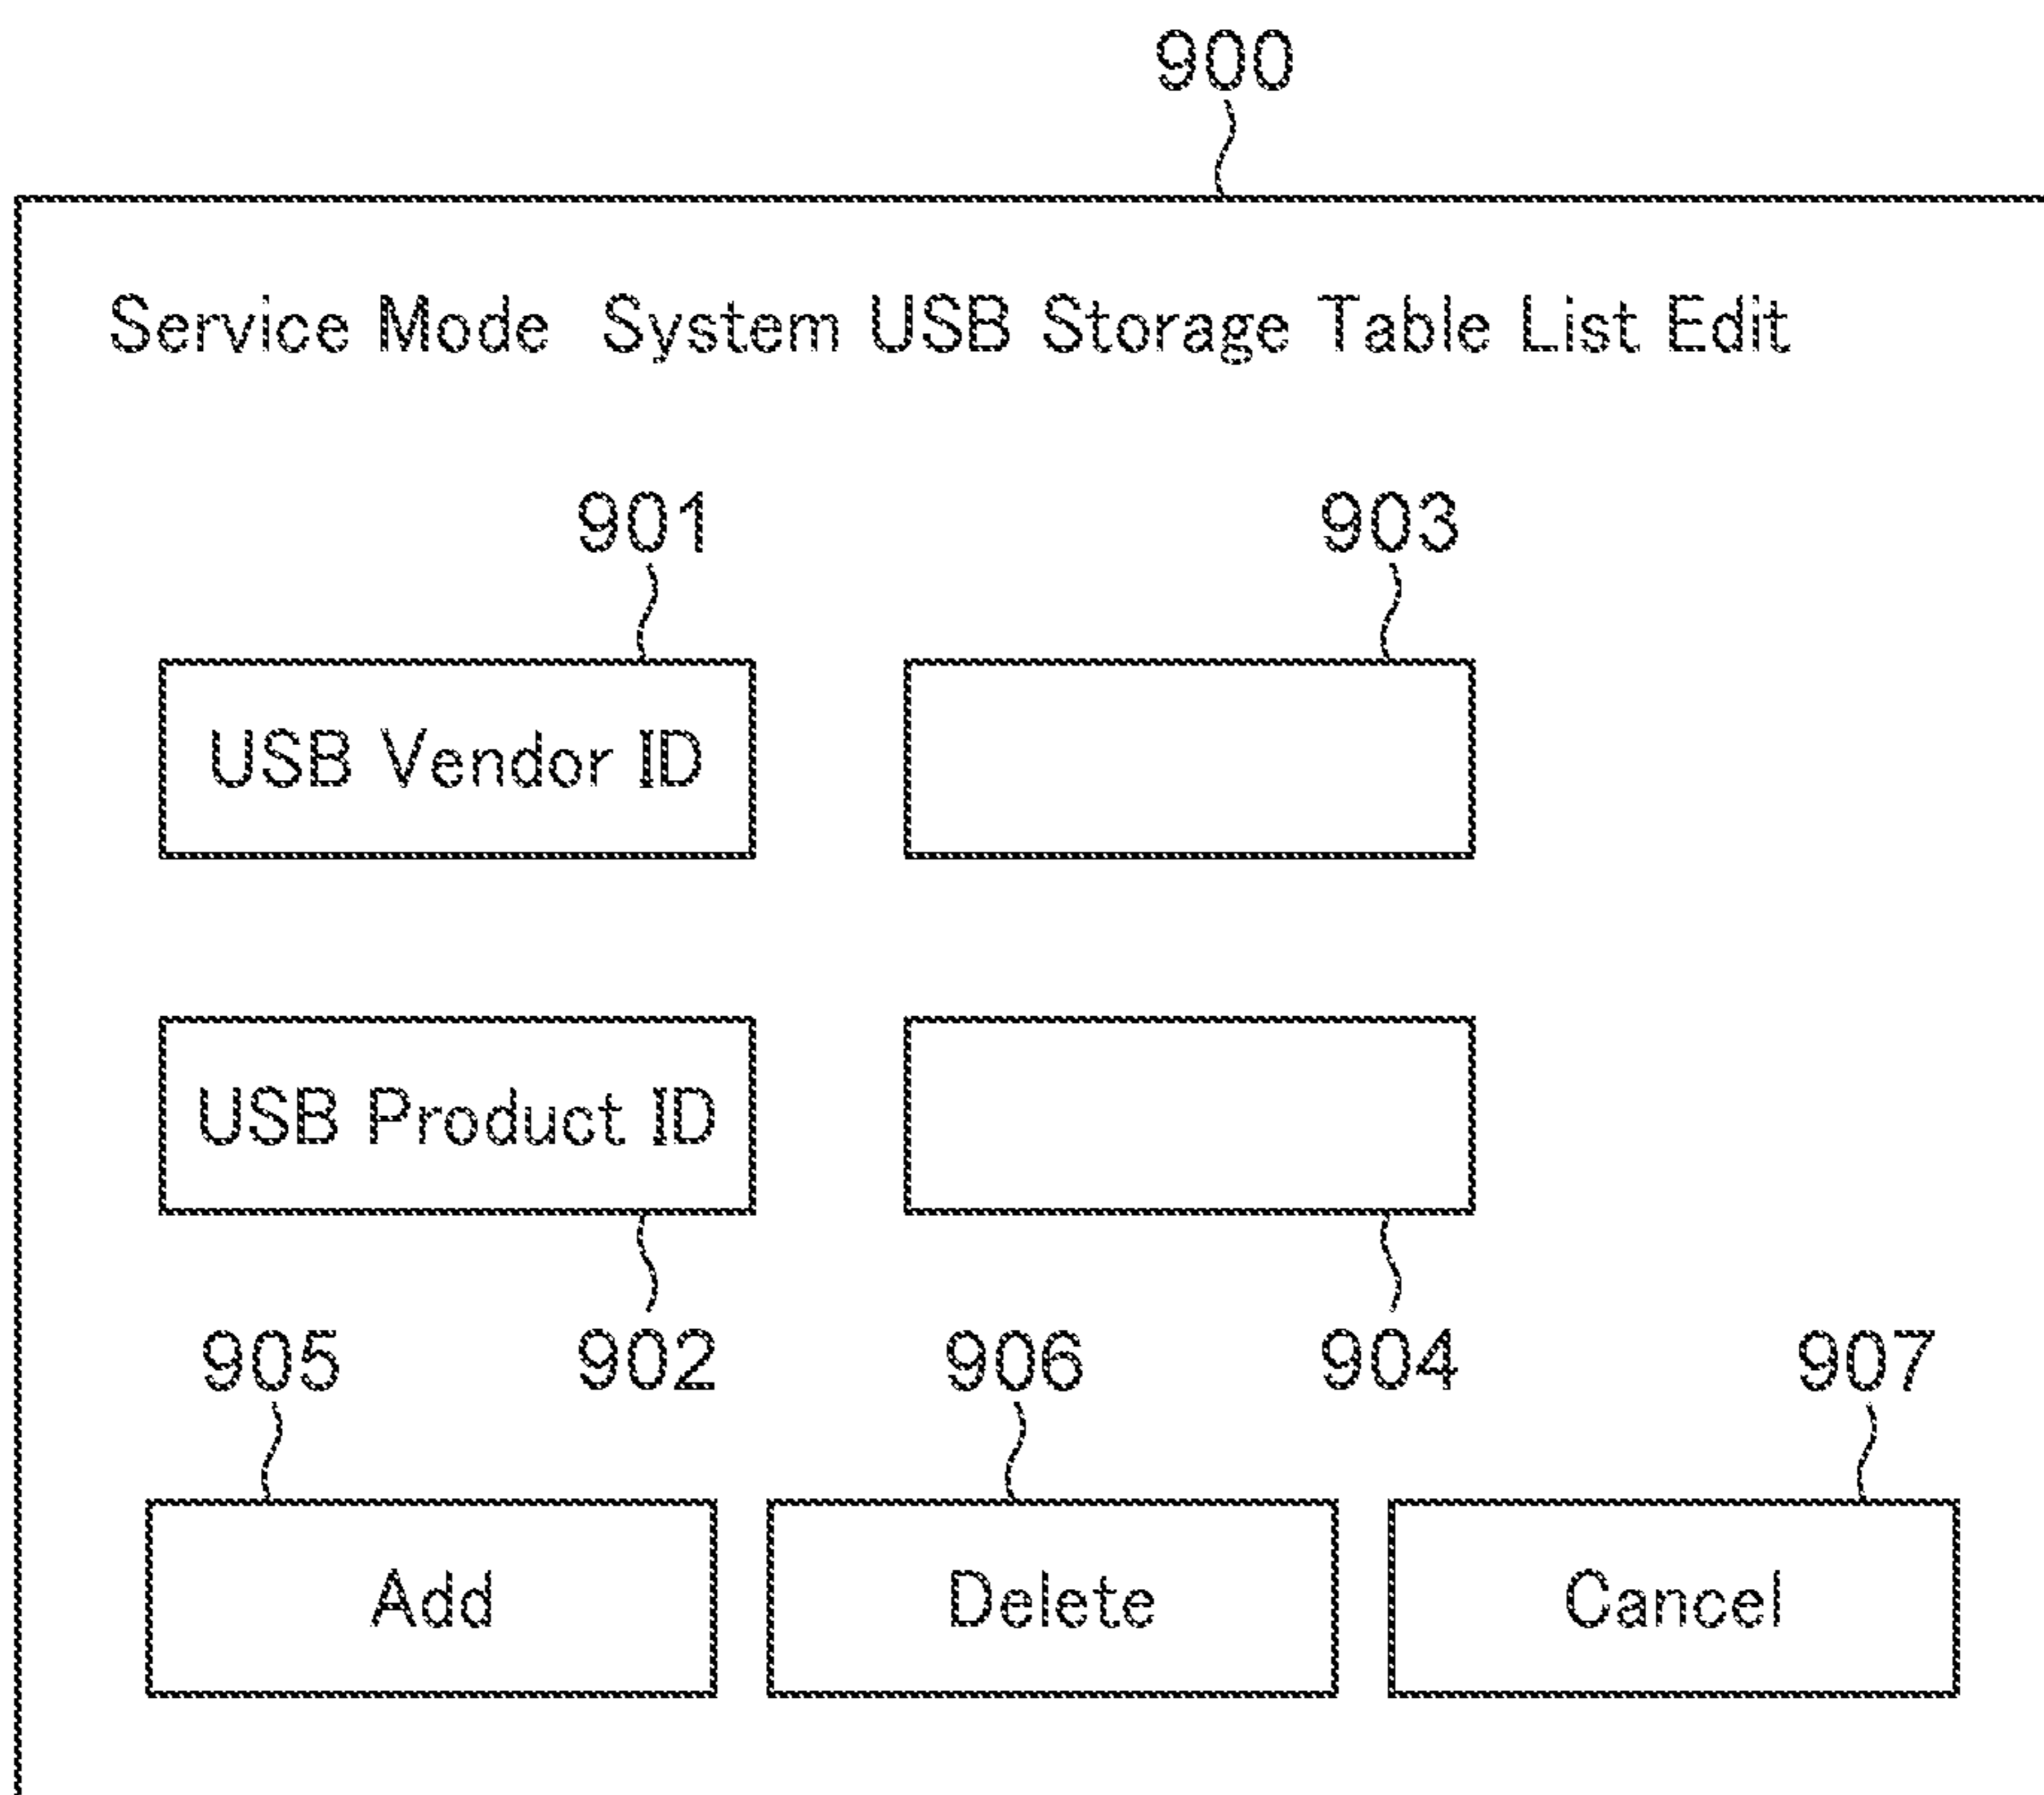 900
Service Mode System USB Storage Table List Edit
901 903
USB Vendor ID
USB Product ID
905 902 906 904 907
Add Delete Cancel